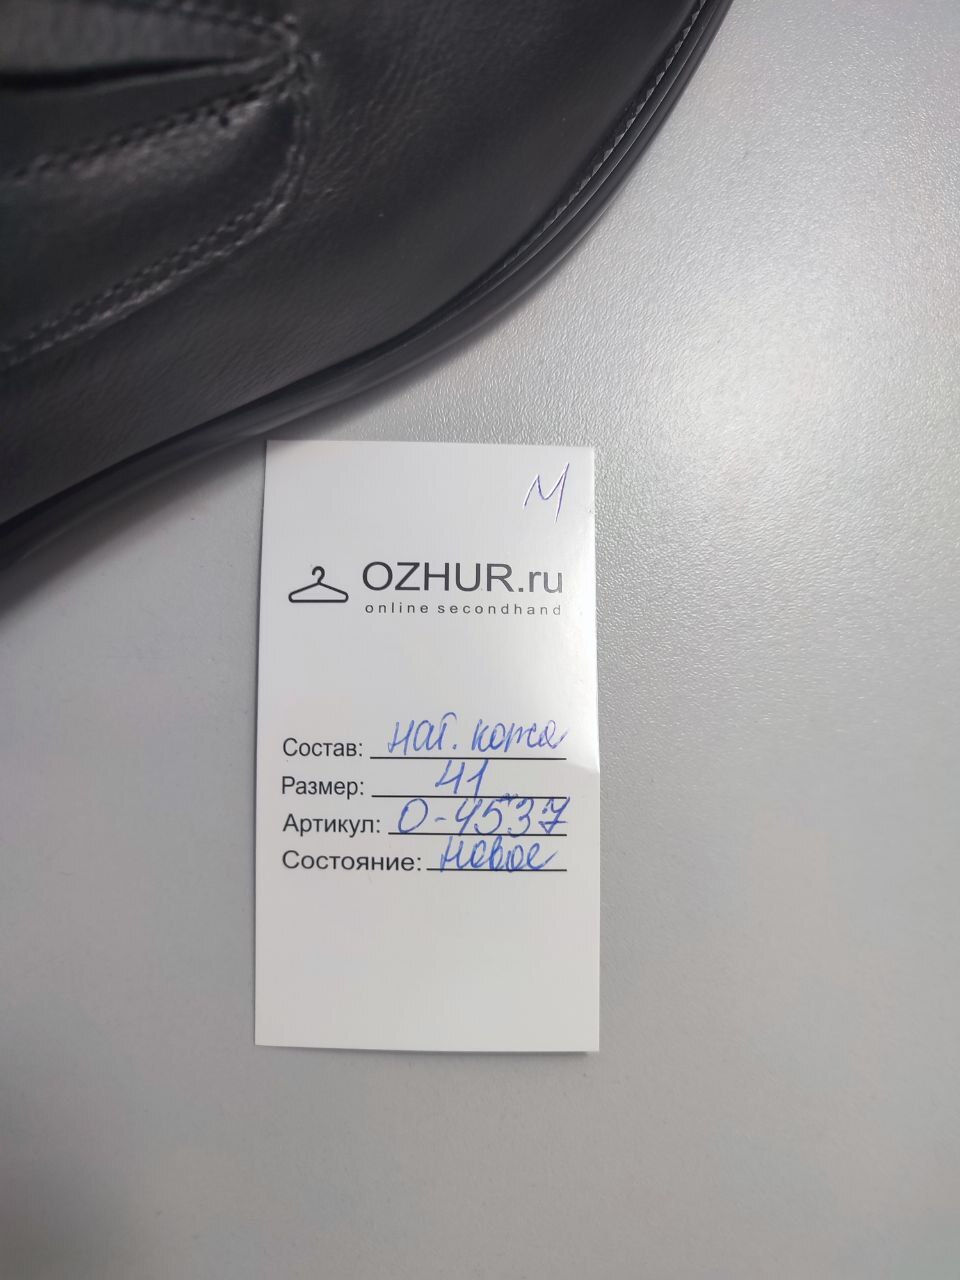 М
OZHUR.ru
online secondhand
Состав: нат. кожа
Размер: 41
Артикул: О-4537
Состояние: новое